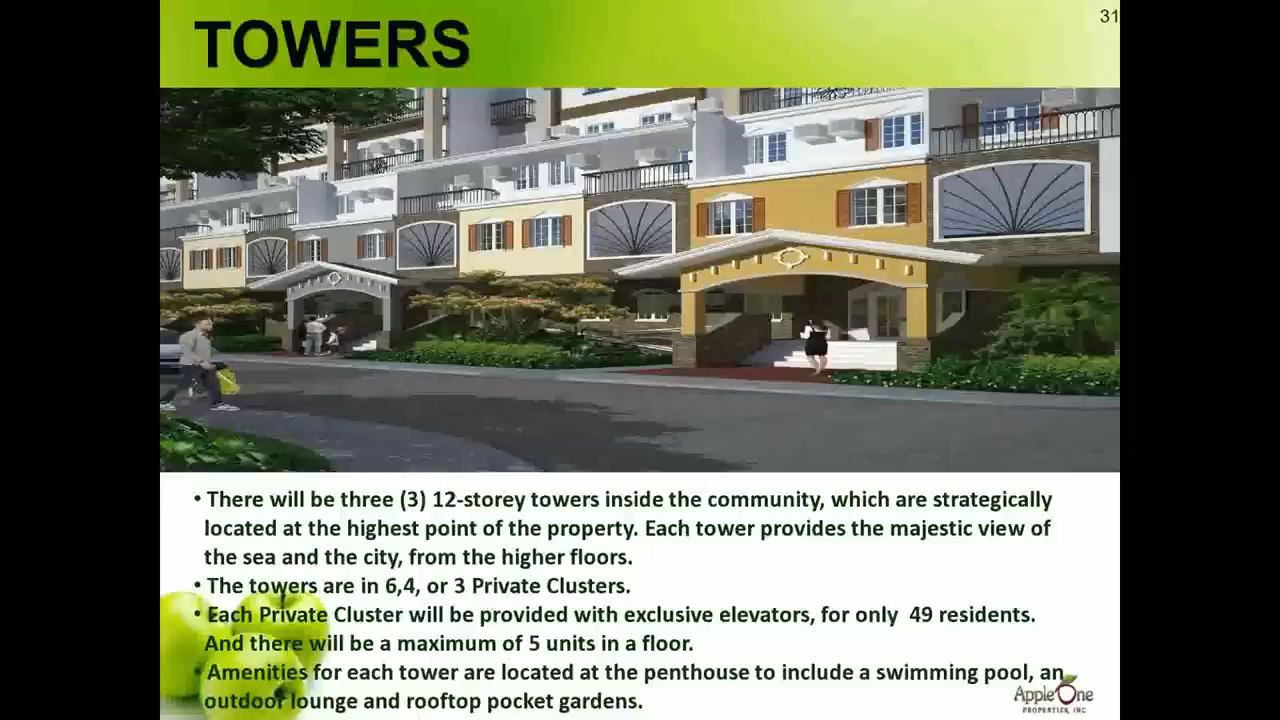 TOWERS
31
• There will be three (3) 12-storey towers inside the community, which are strategically
located at the highest point of the property. Each tower provides the majestic view of
the sea and the city, from the higher floors.
• The towers are in 6,4, or 3 Private Clusters.
• Each Private Cluster will be provided with exclusive elevators, for only 49 residents.
And there will be a maximum of 5 units in a floor.
• Amenities for each tower are located at the penthouse to include a swimming pool, an
outdoor lounge and rooftop pocket gardens.
Apple One
PROPERTIES, INC